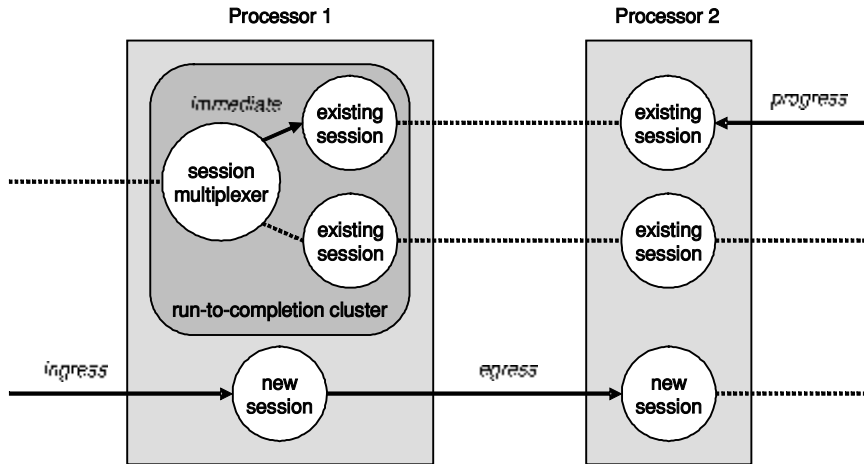 Processor 1
Processor 2
immediate
existing
session
existing
session
progress
session
multiplexer
existing
session
existing
session
run-to-completion cluster
ingress
new
session
egress
new
session